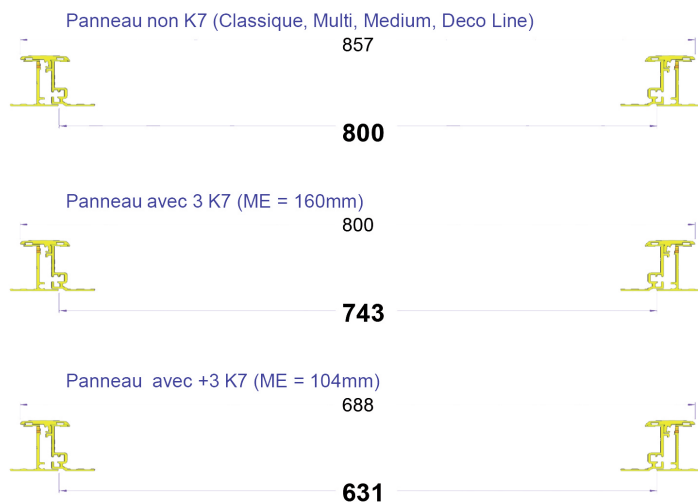 Panneau non K7 (Classique, Multi, Medium, Deco Line)
857
800
Panneau avec 3 K7 (ME = 160mm)
800
743
Panneau avec +3 K7 (ME = 104mm)
688
631